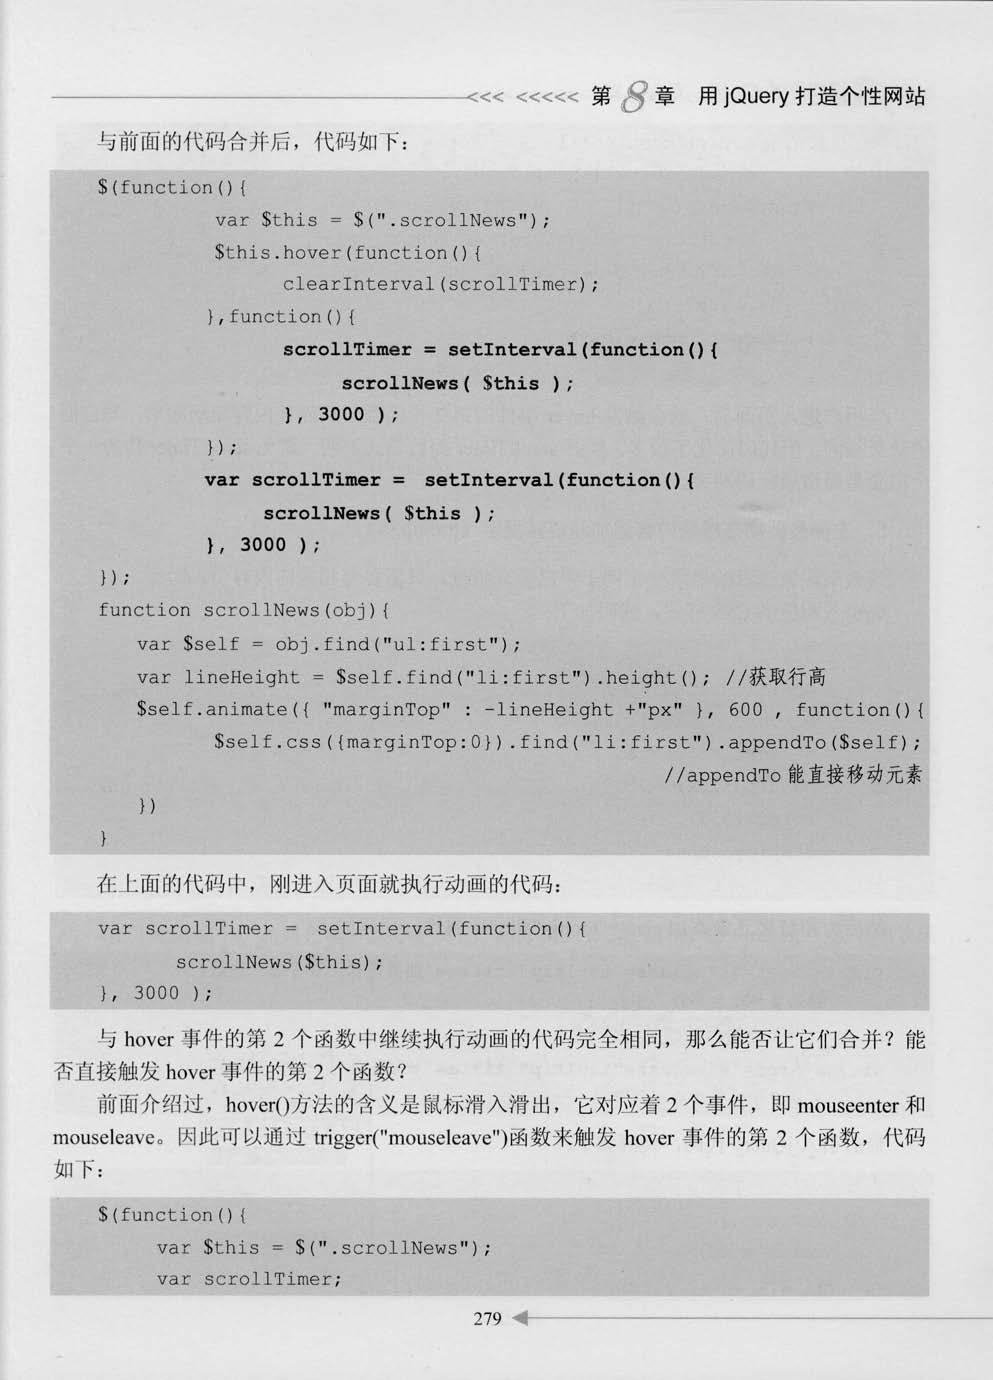 <<< <<<<< 第 8 章 用 jQuery 打造个性网站
与前面的代码合并后，代码如下：
$(function(){
var $this = $(".scrollNews");
$this.hover(function(){
clearInterval(scrollTimer);
},function(){
scrollTimer = setInterval(function(){
scrollNews( $this );
}, 3000 );
});
var scrollTimer = setInterval(function(){
scrollNews( $this );
}, 3000 );
});
function scrollNews(obj){
var $self = obj.find("ul:first");
var lineHeight = $self.find("li:first").height(); //获取行高
$self.animate({ "marginTop" : -lineHeight +"px" }, 600 , function(){
$self.css({marginTop:0}).find("li:first").appendTo($self);
//appendTo 能直接移动元素
})
}
在上面的代码中，刚进入页面就执行动画的代码：
var scrollTimer = setInterval(function(){
scrollNews($this);
}, 3000 );
与 hover 事件的第 2 个函数中继续执行动画的代码完全相同，那么能否让它们合并？能
否直接触发 hover 事件的第 2 个函数？
前面介绍过，hover()方法的含义是鼠标滑入滑出，它对应着 2 个事件，即 mouseenter 和
mouseleave。因此可以通过 trigger("mouseleave")函数来触发 hover 事件的第 2 个函数，代码
如下：
$(function(){
var $this = $(".scrollNews");
var scrollTimer;
279